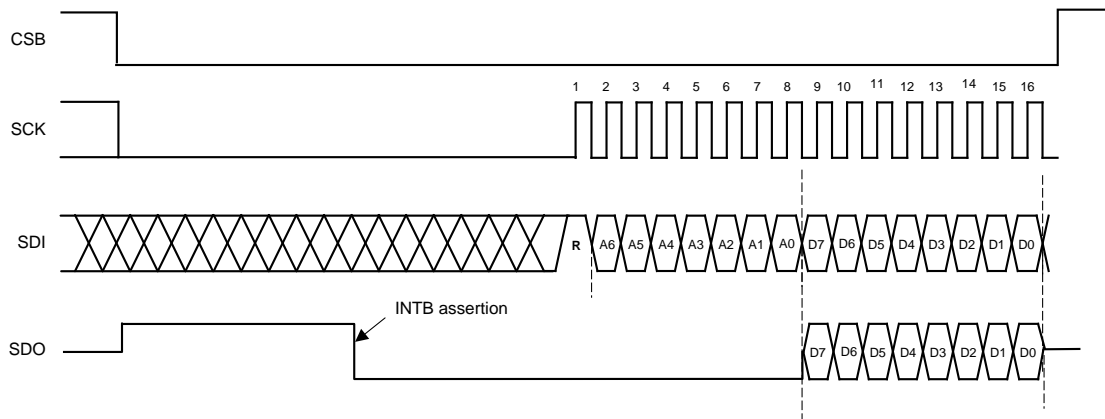 CSB
1 2 3 4 5 6 7 8 9 10 11 12 13 14 15 16
SCK
SDI
R A6 A5 A4 A3 A2 A1 A0 D7 D6 D5 D4 D3 D2 D1 D0
INTB assertion
SDO
D7 D6 D5 D4 D3 D2 D1 D0